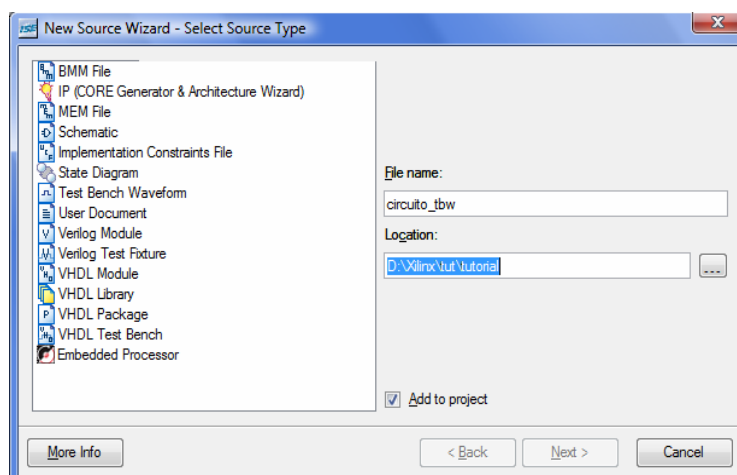 ISE New Source Wizard - Select Source Type
BMM File
IP (CORE Generator & Architecture Wizard)
MEM File
Schematic
Implementation Constraints File
State Diagram
Test Bench Waveform
User Document
Verilog Module
Verilog Test Fixture
VHDL Module
VHDL Library
VHDL Package
VHDL Test Bench
Embedded Processor
File name:
circuito_tbw
Location:
D:\Xilinx\tut\tutorial
...
Add to project
More Info
< Back
Next >
Cancel